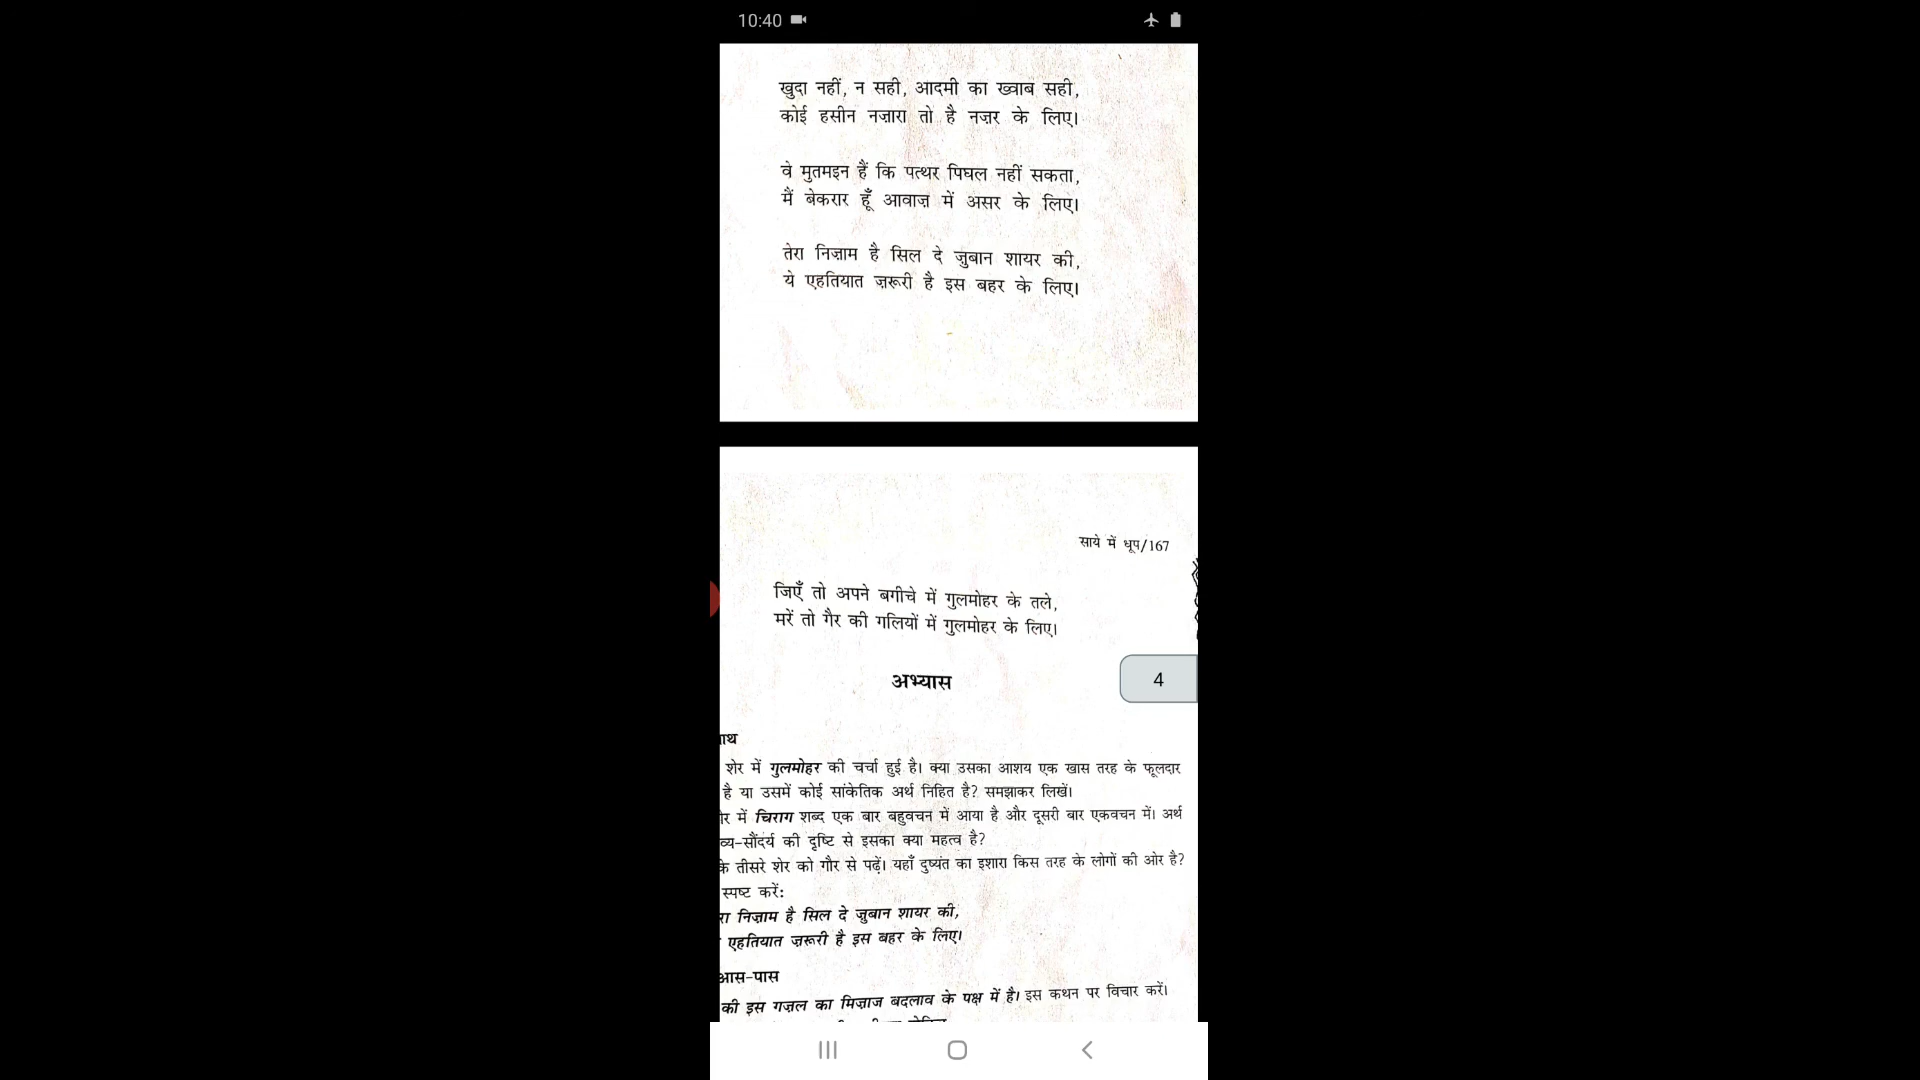 10:40
खुदा नहीं, न सही, आदमी का ख्वाब सही,
कोई हसीन नज़ारा तो है नज़र के लिए।
वे मुतमइन हैं कि पत्थर पिघल नहीं सकता,
मैं बेकरार हूँ आवाज़ में असर के लिए।
तेरा निज़ाम है सिल दे ज़ुबान शायर की,
ये एहतियात ज़रूरी है इस बहर के लिए।
साये में धूप/167
जिएँ तो अपने बगीचे में गुलमोहर के तले,
मरें तो गैर की गलियों में गुलमोहर के लिए।
अभ्यास
4
ाथ
शेर में गुलमोहर की चर्चा हुई है। क्या उसका आशय एक खास तरह के फूलदार
है या उसमें कोई सांकेतिक अर्थ निहित है? समझाकर लिखें।
में चिराग शब्द एक बार बहुवचन में आया है और दूसरी बार एकवचन में। अर्थ
व्य-सौंदर्य की दृष्टि से इसका क्या महत्व है?
के तीसरे शेर को गौर से पढ़ें। यहाँ दुष्यंत का इशारा किस तरह के लोगों की ओर है?
स्पष्ट करें:
रा निज़ाम है सिल दे ज़ुबान शायर की,
एहतियात ज़रूरी है इस बहर के लिए।
आस-पास
की इस गज़ल का मिज़ाज बदलाव के पक्ष में है। इस कथन पर विचार करें।